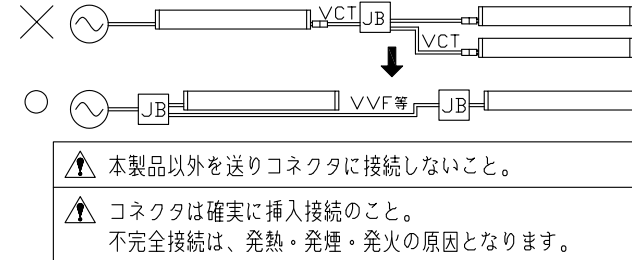 × VCT JB
VCT
○ JB VVF等 JB
本製品以外を送りコネクタに接続しないこと。
コネクタは確実に挿入接続のこと。
不完全接続は、発熱・発煙・発火の原因となります。